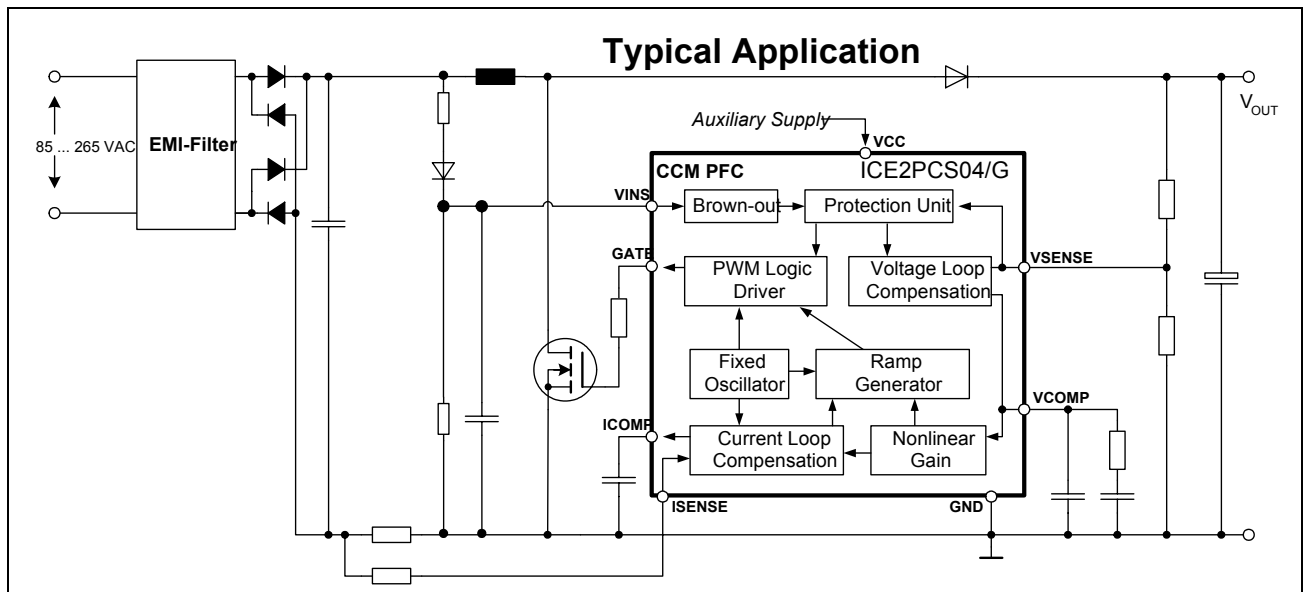 Typical Application
Auxiliary Supply
VCC
85 ... 265 VAC
EMI-Filter
V_OUT
CCM PFC
ICE2PCS04/G
VINS
Brown-out
Protection Unit
GATE
PWM Logic
Driver
Voltage Loop
Compensation
VSENSE
Fixed
Oscillator
Ramp
Generator
VCOMP
ICOMP
Current Loop
Compensation
Nonlinear
Gain
ISENSE
GND